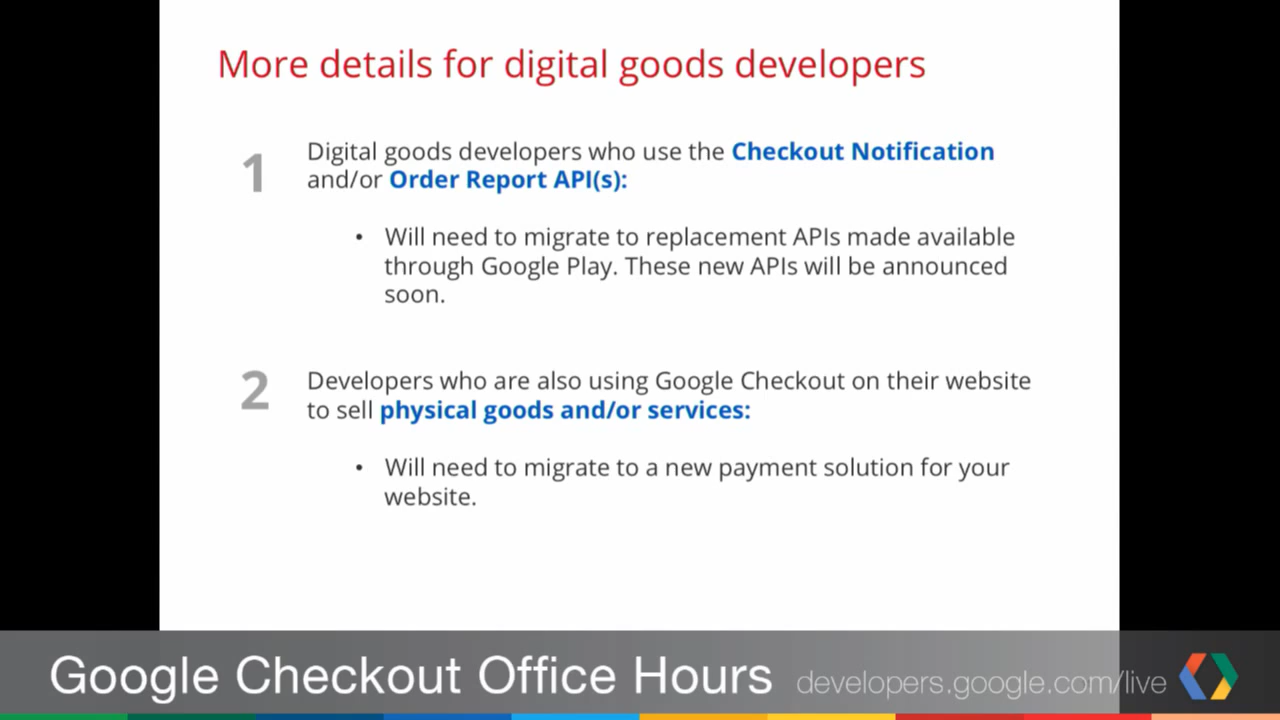 More details for digital goods developers
1
Digital goods developers who use the Checkout Notification
and/or Order Report API(s):
• Will need to migrate to replacement APIs made available
through Google Play. These new APIs will be announced
soon.
2
Developers who are also using Google Checkout on their website
to sell physical goods and/or services:
• Will need to migrate to a new payment solution for your
website.
Google Checkout Office Hours developers.google.com/live